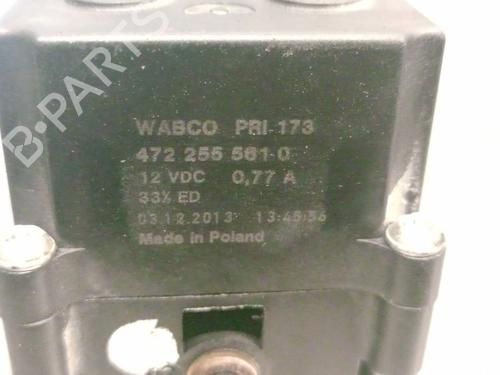 WABCO PRI-173
472 255 561-0
12 VDC 0,77 A
33% ED
03.12.2013 13:45:56
Made in Poland
B-PARTS